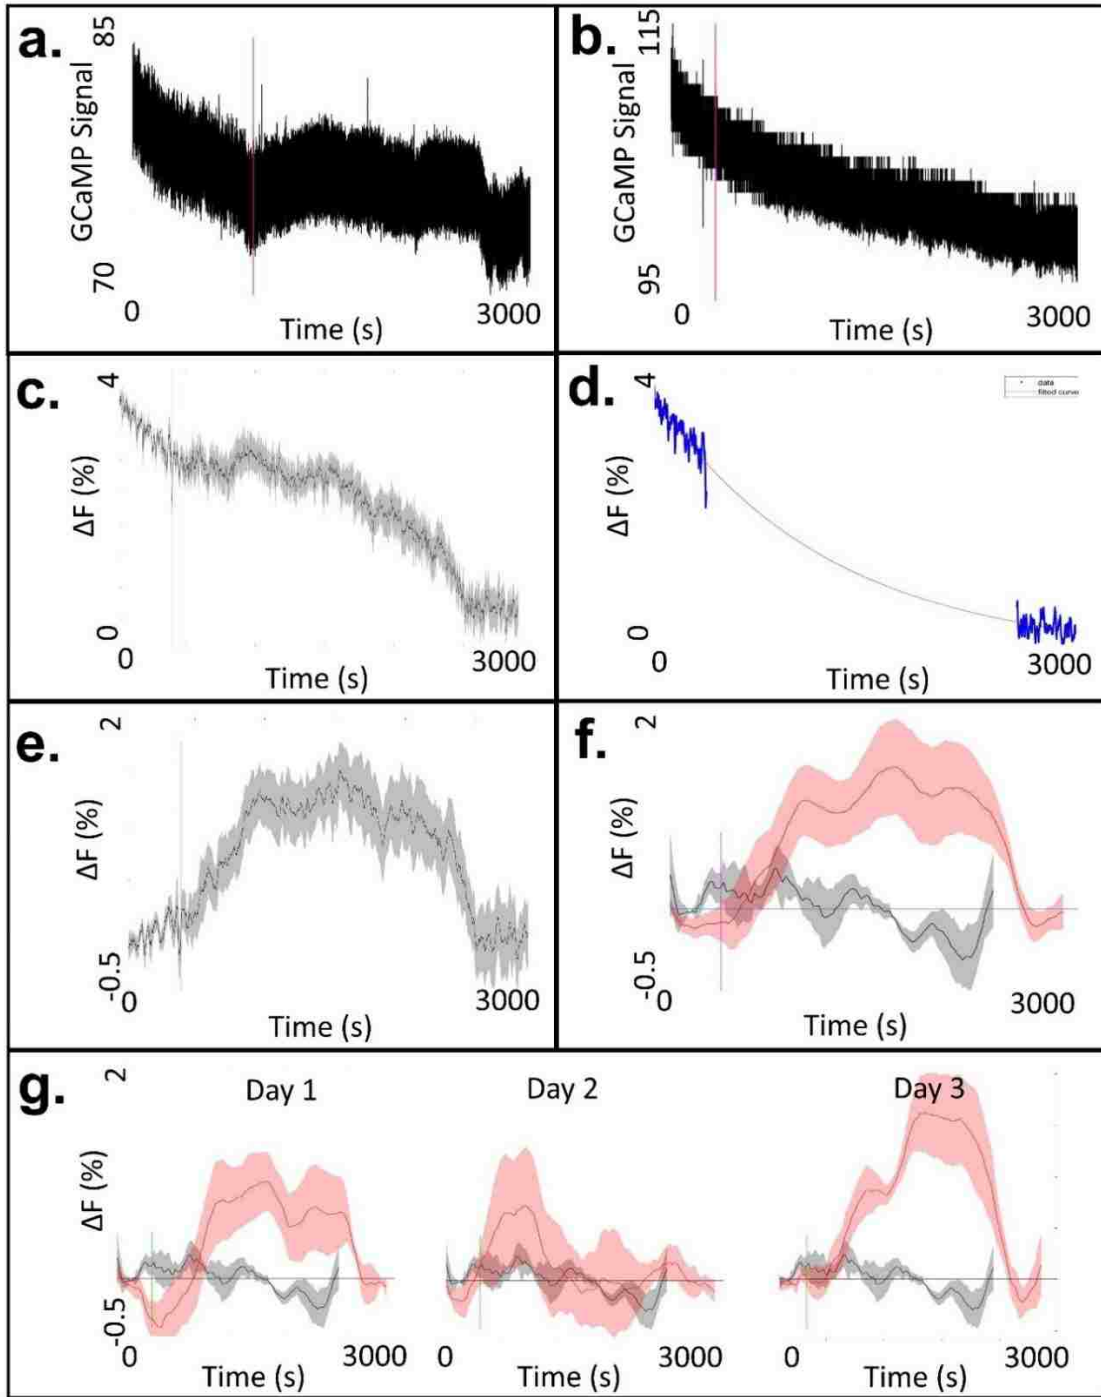 a.
85
GCaMP Signal
70
0
3000
Time (s)
b.
115
GCaMP Signal
95
0
3000
Time (s)
c.
4
ΔF (%)
0
0
3000
Time (s)
d.
4
ΔF (%)
0
0
3000
Time (s)
data
fitted curve
e.
2
ΔF (%)
-0.5
0
3000
Time (s)
f.
2
ΔF (%)
-0.5
0
3000
Time (s)
g.
Day 1
Day 2
Day 3
2
ΔF (%)
-0.5
0
3000
0
3000
0
3000
Time (s)
Time (s)
Time (s)